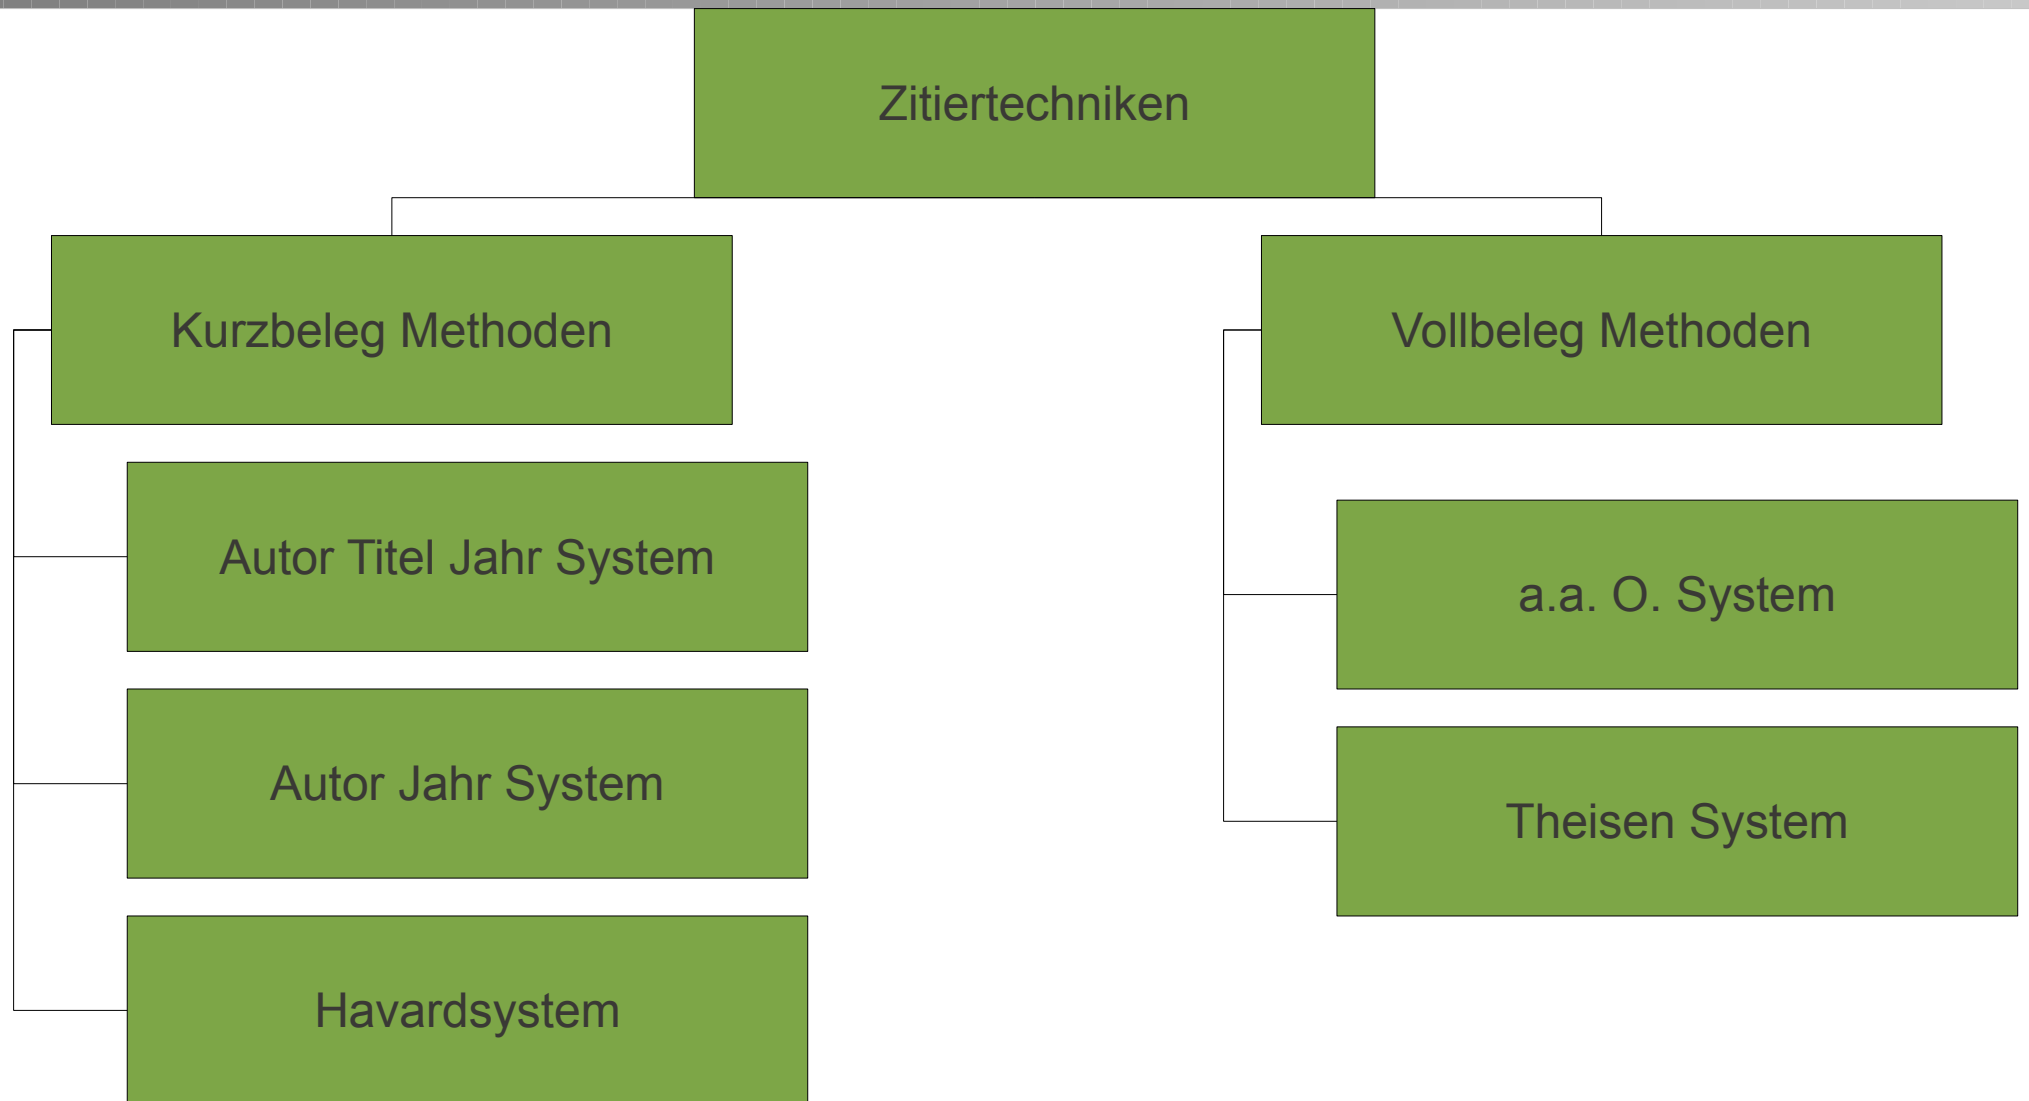 Zitiertechniken
Kurzbeleg Methoden
Autor Titel Jahr System
Autor Jahr System
Havardsystem
Vollbeleg Methoden
a.a. O. System
Theisen System